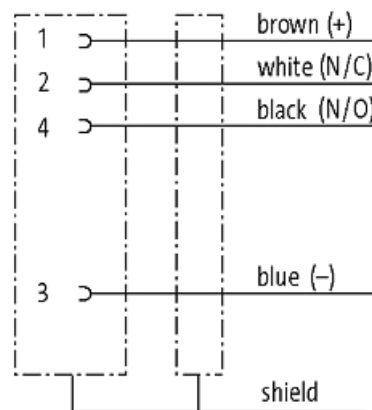 1 brown (+)
2 white (N/C)
4 black (N/O)
3 blue (–)
shield